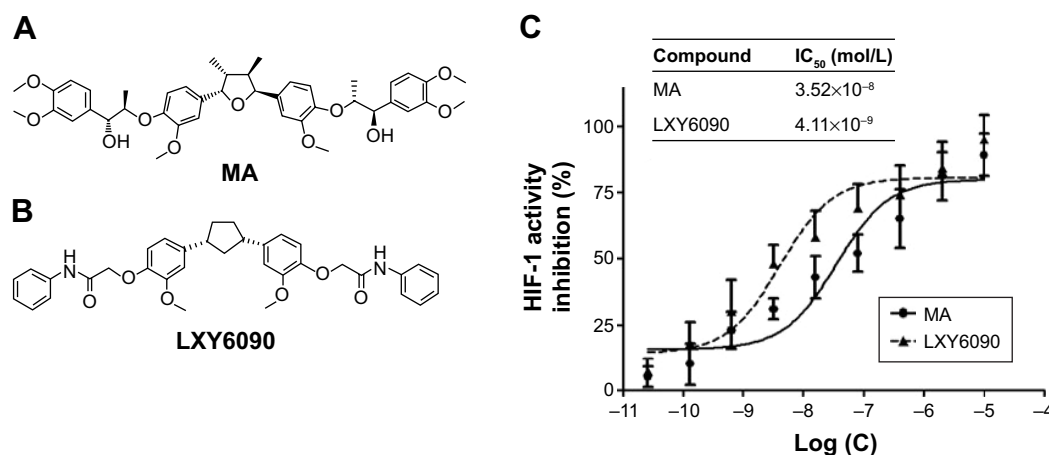 A
O
O
OH
O
O
O
O
O
OH
O
O
MA
B
N
H
O
O
O
O
O
O
H
N
LXY6090
C
Compound IC50 (mol/L)
MA 3.52×10–8
LXY6090 4.11×10–9
HIF-1 activity
inhibition (%)
100
75
50
25
0
MA
LXY6090
–11 –10 –9 –8 –7 –6 –5 –4
Log (C)